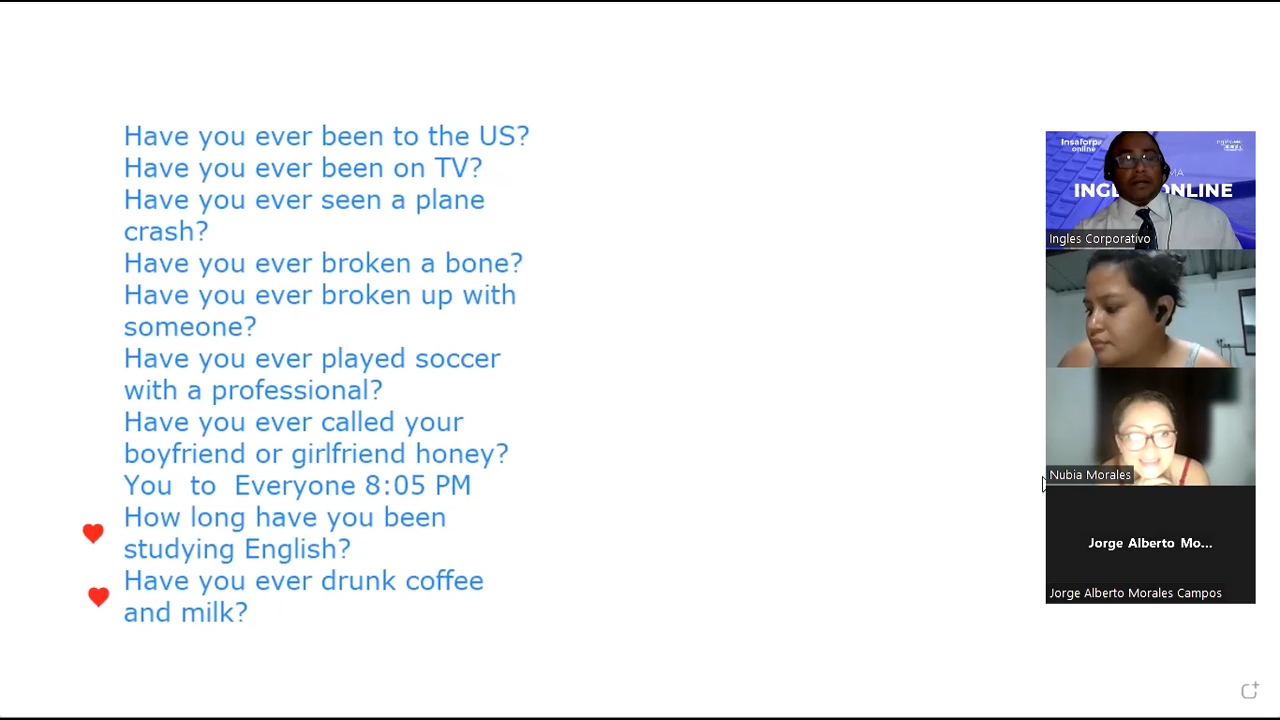 Have you ever been to the US?
Have you ever been on TV?
Have you ever seen a plane
crash?
Have you ever broken a bone?
Have you ever broken up with
someone?
Have you ever played soccer
with a professional?
Have you ever called your
boyfriend or girlfriend honey?
You to Everyone 8:05 PM
How long have you been
studying English?
Have you ever drunk coffee
and milk?
Insaforp
online
INGL
NLINE
Ingles Corporativo
Nubia Morales
Jorge Alberto Mo...
Jorge Alberto Morales Campos